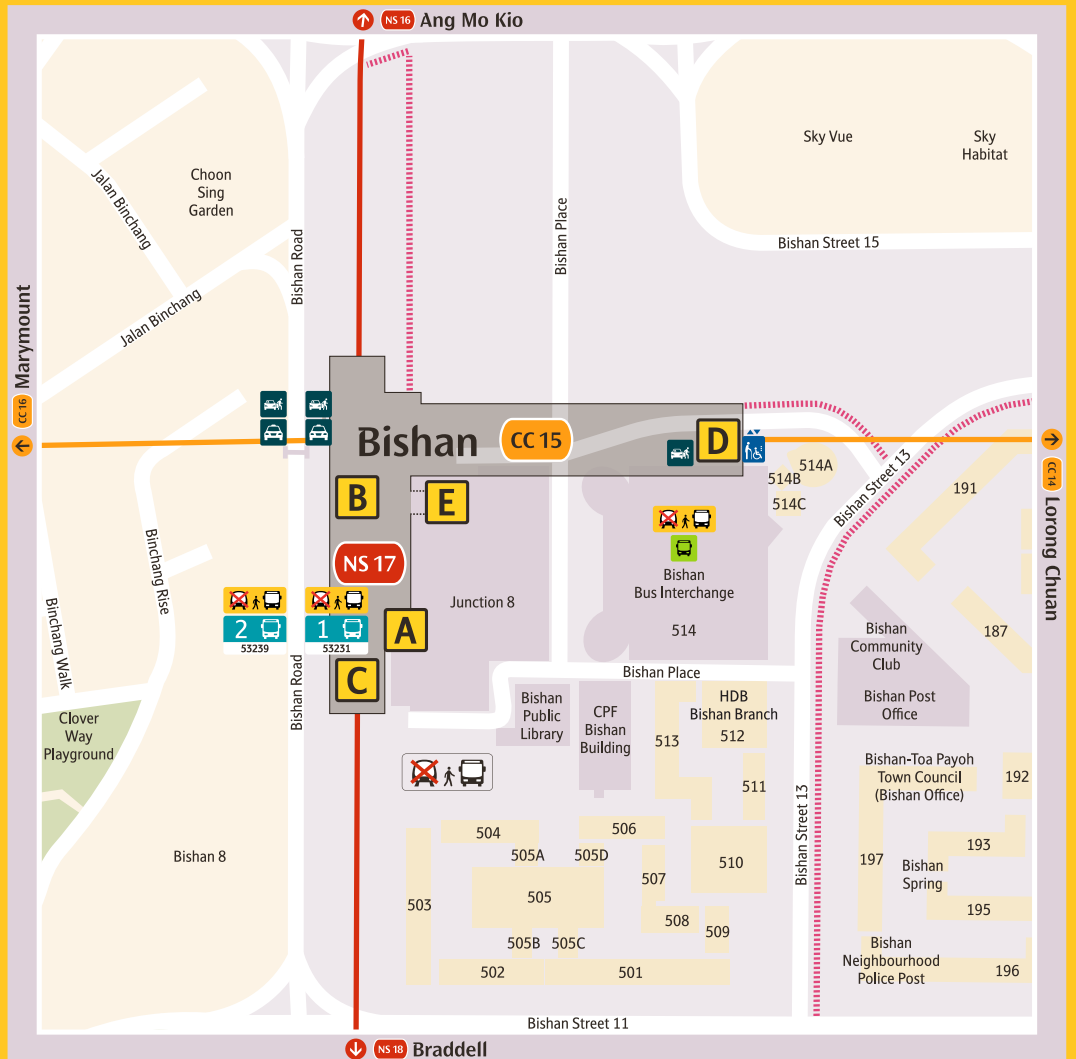 NS 16 Ang Mo Kio
Sky Vue
Sky
Habitat
Choon
Sing
Garden
Jalan Binchang
Bishan Road
Bishan Place
Bishan Street 15
Jalan Binchang
Marymount
CC 16
Bishan
CC 15
D
514A
514B
514C
Bishan Street 13
191
CC 14
Lorong Chuan
B
E
NS 17
Binchang Rise
Junction 8
Bishan
Bus Interchange
514
2
53239
1
53231
A
C
Binchang Walk
Bishan Road
Bishan Place
187
Bishan
Community
Club
Bishan Post
Office
Clover
Way
Playground
Bishan
Public
Library
CPF
Bishan
Building
513
HDB
Bishan Branch
512
511
Bishan-Toa Payoh
Town Council
(Bishan Office)
192
Bishan Street 13
Bishan 8
504
505A
505D
506
503
505
507
510
508
509
505B
505C
502
501
197
193
Bishan
Spring
195
Bishan
Neighbourhood
Police Post
196
Bishan Street 11
NS 18 Braddell